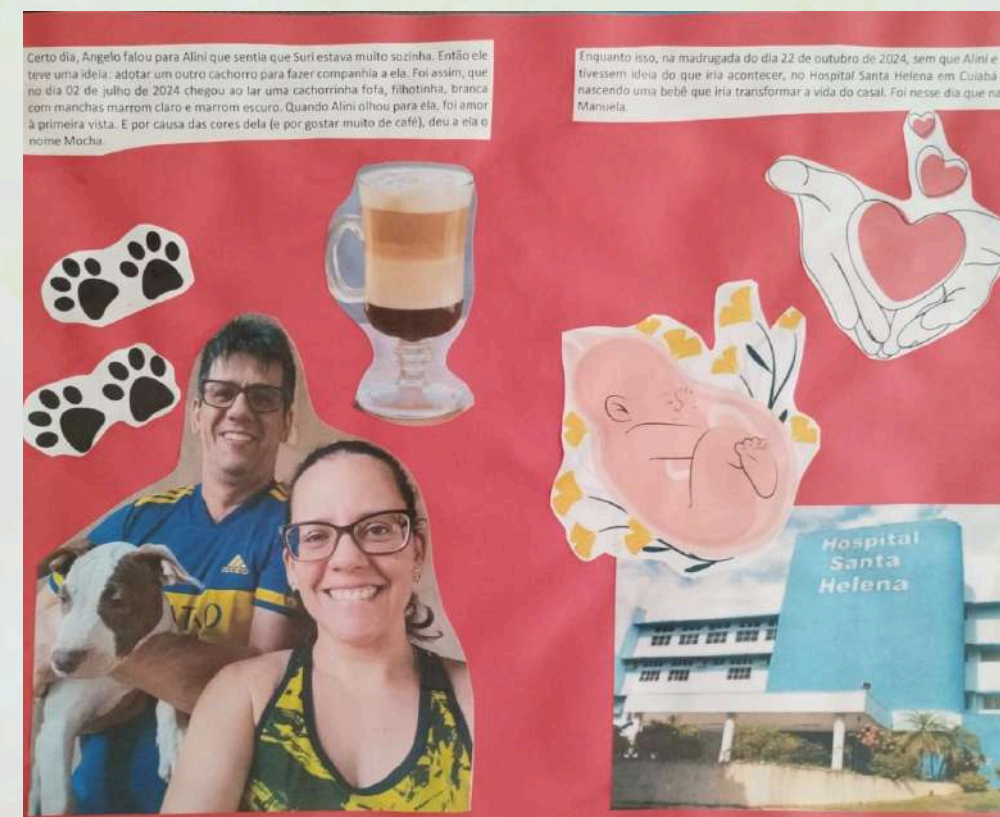 Certo dia, Angelo falou para Alini que sentia que Suri estava muito sozinha. Então ele
teve uma ideia: adotar um outro cachorro para fazer companhia a ela. Foi assim, que
no dia 02 de julho de 2024 chegou ao lar uma cachorrinha fofa, filhotinha, branca
com manchas marrom claro e marrom escuro. Quando Alini olhou para ela, foi amor
à primeira vista. E por causa das cores dela (e por gostar muito de café), deu a ela o
nome Mocha.
Enquanto isso, na madrugada do dia 22 de outubro de 2024, sem que Alini e
tivessem ideia do que iria acontecer, no Hospital Santa Helena em Cuiabá
nascendo uma bebê que iria transformar a vida do casal. Foi nesse dia que na
Manuela.
adidas
Hospital
Santa
Helena